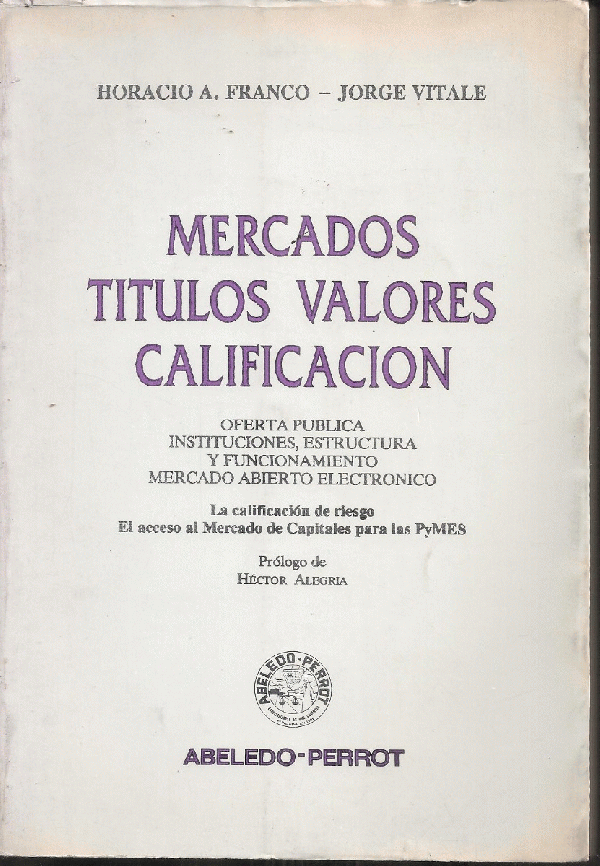 HORACIO A. FRANCO – JORGE VITALE
MERCADOS
TITULOS VALORES
CALIFICACION
OFERTA PUBLICA
INSTITUCIONES, ESTRUCTURA
Y FUNCIONAMIENTO
MERCADO ABIERTO ELECTRONICO
La calificación de riesgo
El acceso al Mercado de Capitales para las PyMES
Prólogo de
HÉCTOR ALEGRIA
ABELEDO-PERROT
ABELEDO-PERROT